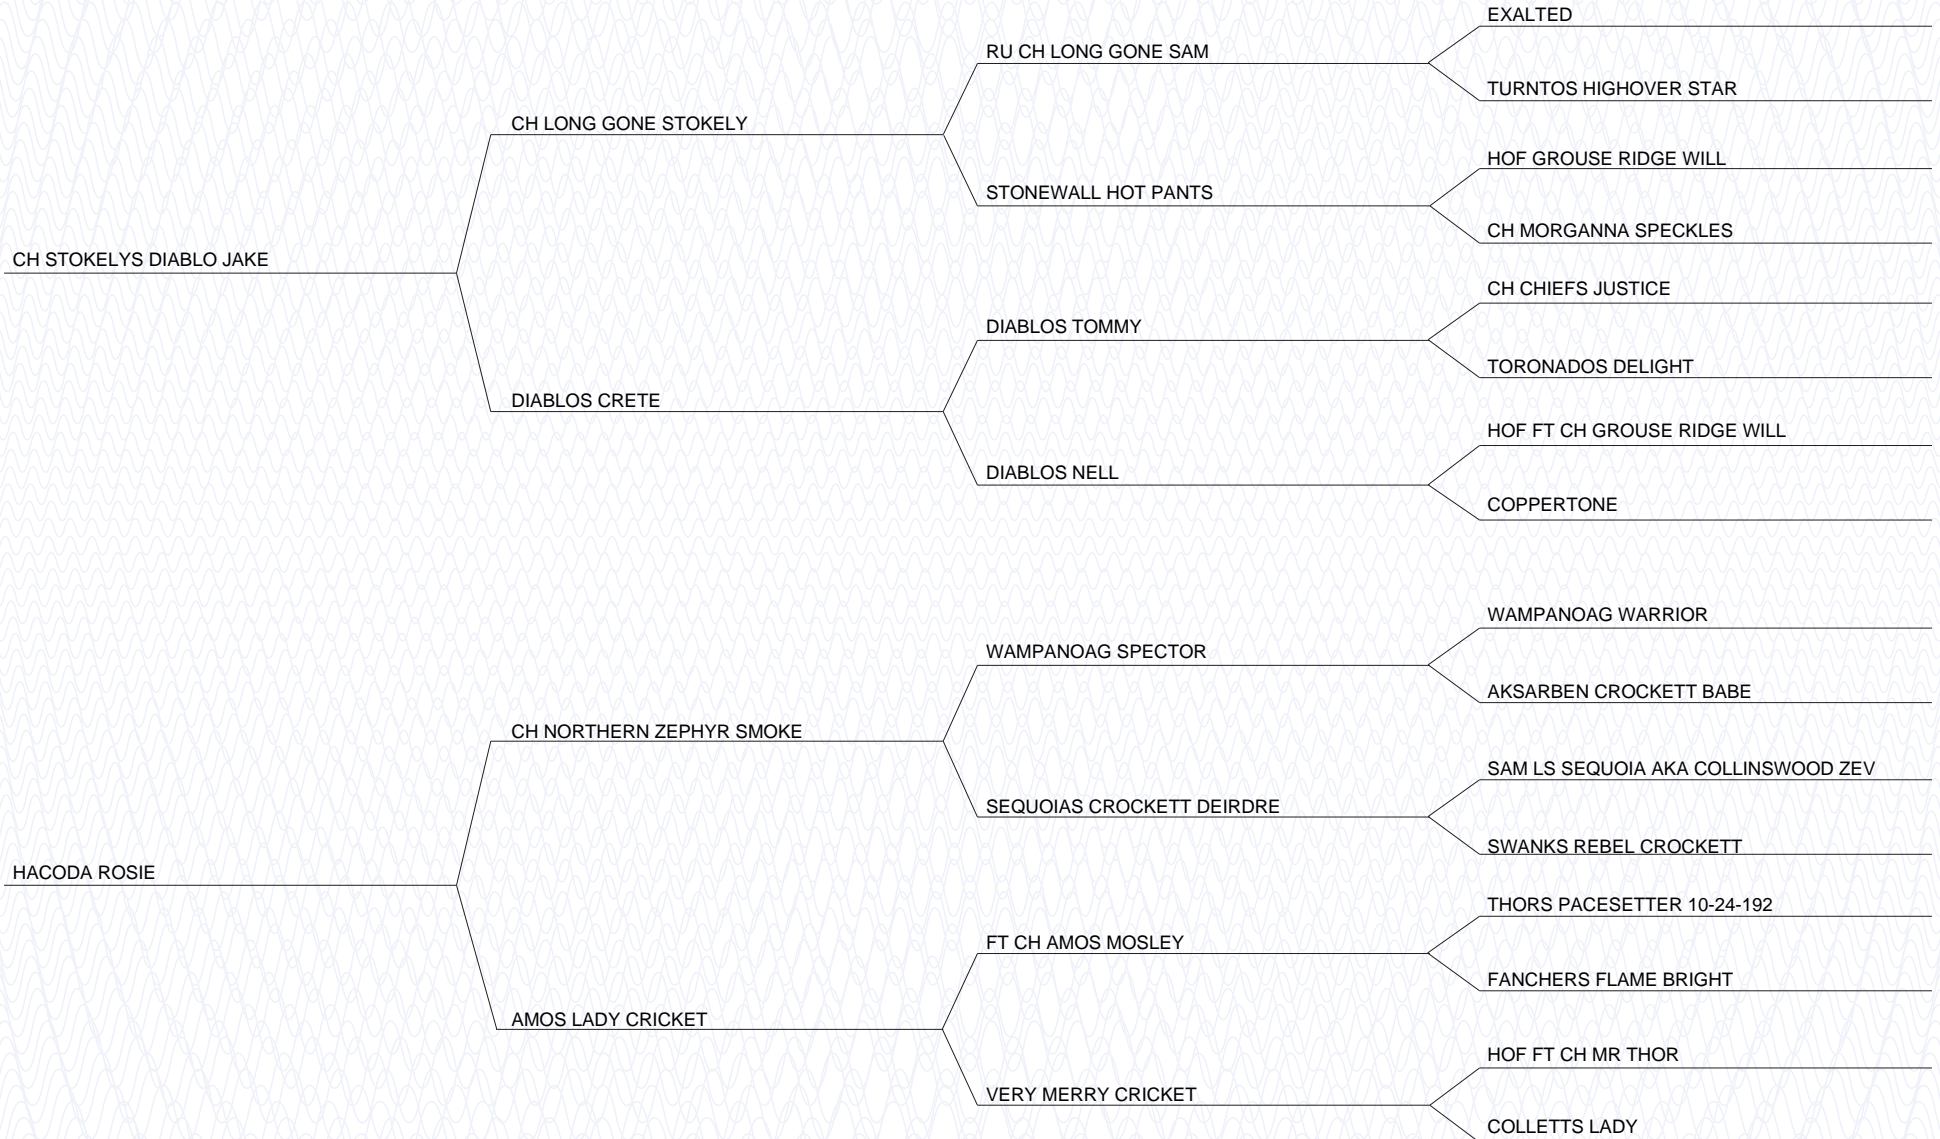 EXALTED
RU CH LONG GONE SAM
TURNTOS HIGHOVER STAR
CH LONG GONE STOKELY
HOF GROUSE RIDGE WILL
STONEWALL HOT PANTS
CH MORGANNA SPECKLES
CH STOKELYS DIABLO JAKE
CH CHIEFS JUSTICE
DIABLOS TOMMY
TORONADOS DELIGHT
DIABLOS CRETE
HOF FT CH GROUSE RIDGE WILL
DIABLOS NELL
COPPERTONE
WAMPANOAG WARRIOR
WAMPANOAG SPECTOR
AKSARBEN CROCKETT BABE
CH NORTHERN ZEPHYR SMOKE
SAM LS SEQUOIA AKA COLLINSWOOD ZEV
SEQUOIAS CROCKETT DEIRDRE
SWANKS REBEL CROCKETT
HACODA ROSIE
THORS PACESETTER 10-24-192
FT CH AMOS MOSLEY
FANCHERS FLAME BRIGHT
AMOS LADY CRICKET
HOF FT CH MR THOR
VERY MERRY CRICKET
COLLETTS LADY